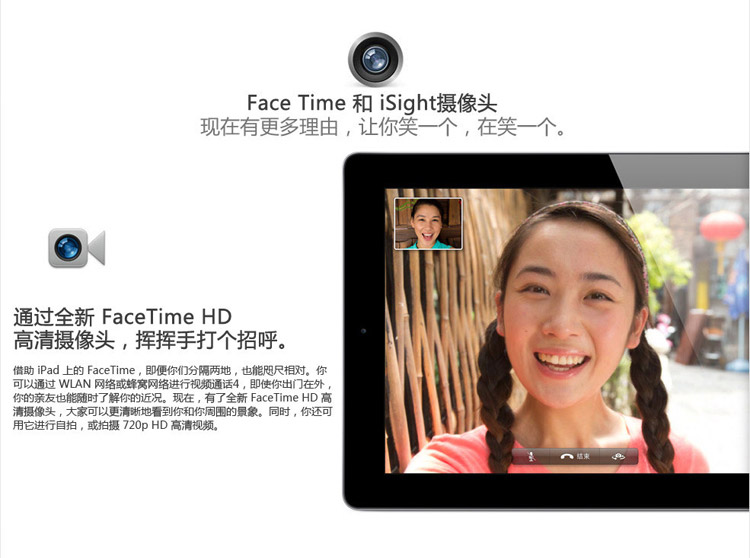 Face Time 和 iSight摄像头
现在有更多理由，让你笑一个，在笑一个。
通过全新 FaceTime HD
高清摄像头，挥挥手打个招呼。
借助 iPad 上的 FaceTime，即便你们分隔两地，也能咫尺相对。你
可以通过 WLAN 网络或蜂窝网络进行视频通话4，即使你出门在外，
你的亲友也能随时了解你的近况。现在，有了全新 FaceTime HD 高
清摄像头，大家可以更清晰地看到你和你周围的景象。同时，你还可
用它进行自拍，或拍摄 720p HD 高清视频。
结束